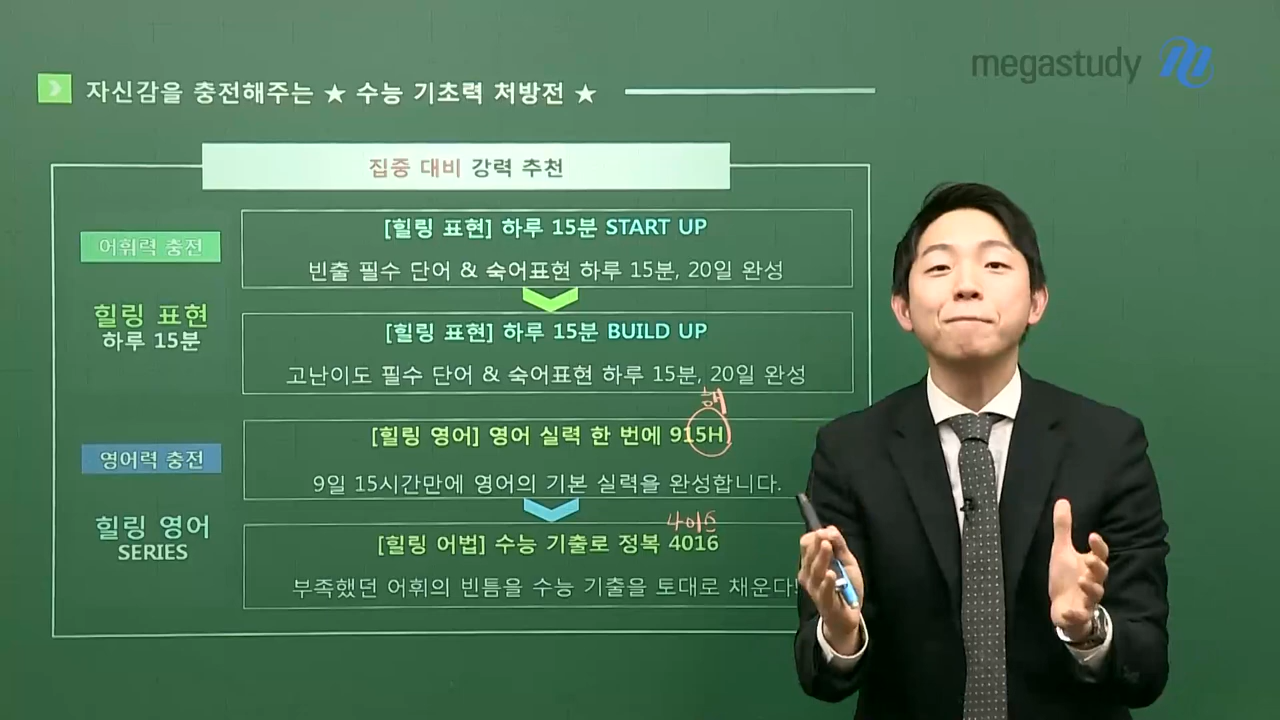 megastudy
자신감을 충전해주는 ★ 수능 기초력 처방전 ★
집중 대비 강력 추천
어휘력 충전
힐링 표현
하루 15분
[힐링 표현] 하루 15분 START UP
빈출 필수 단어 & 숙어표현 하루 15분, 20일 완성
[힐링 표현] 하루 15분 BUILD UP
고난이도 필수 단어 & 숙어표현 하루 15분, 20일 완성
영어력 충전
힐링 영어
SERIES
해
[힐링 영어] 영어 실력 한 번에 915H
9일 15시간만에 영어의 기본 실력을 완성합니다.
[힐링 어법] 수능 기출로 정복 4016
부족했던 어휘의 빈틈을 수능 기출을 토대로 채운다!